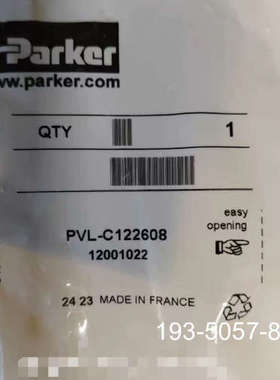 Parker
www.parker.com
QTY 1
easy
opening
PVL-C122608
12001022
24 23 MADE IN FRANCE
193-5057-8